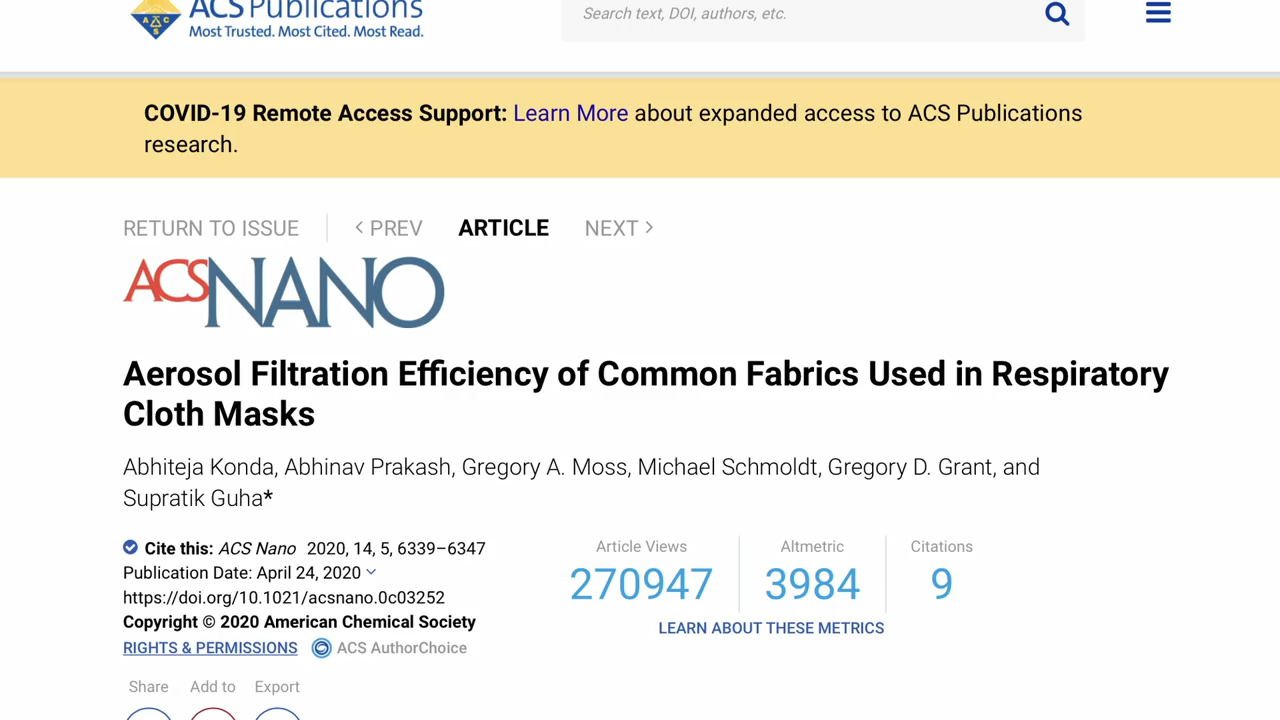 ACS Publications
Most Trusted. Most Cited. Most Read.
Search text, DOI, authors, etc.
COVID-19 Remote Access Support: Learn More about expanded access to ACS Publications
research.
RETURN TO ISSUE
< PREV
ARTICLE
NEXT >
ACSNANO
Aerosol Filtration Efficiency of Common Fabrics Used in Respiratory
Cloth Masks
Abhiteja Konda, Abhinav Prakash, Gregory A. Moss, Michael Schmoldt, Gregory D. Grant, and
Supratik Guha*
Cite this: ACS Nano 2020, 14, 5, 6339–6347
Publication Date: April 24, 2020
https://doi.org/10.1021/acsnano.0c03252
Copyright © 2020 American Chemical Society
RIGHTS & PERMISSIONS
ACS AuthorChoice
Article Views
270947
Altmetric
3984
Citations
9
LEARN ABOUT THESE METRICS
Share
Add to
Export